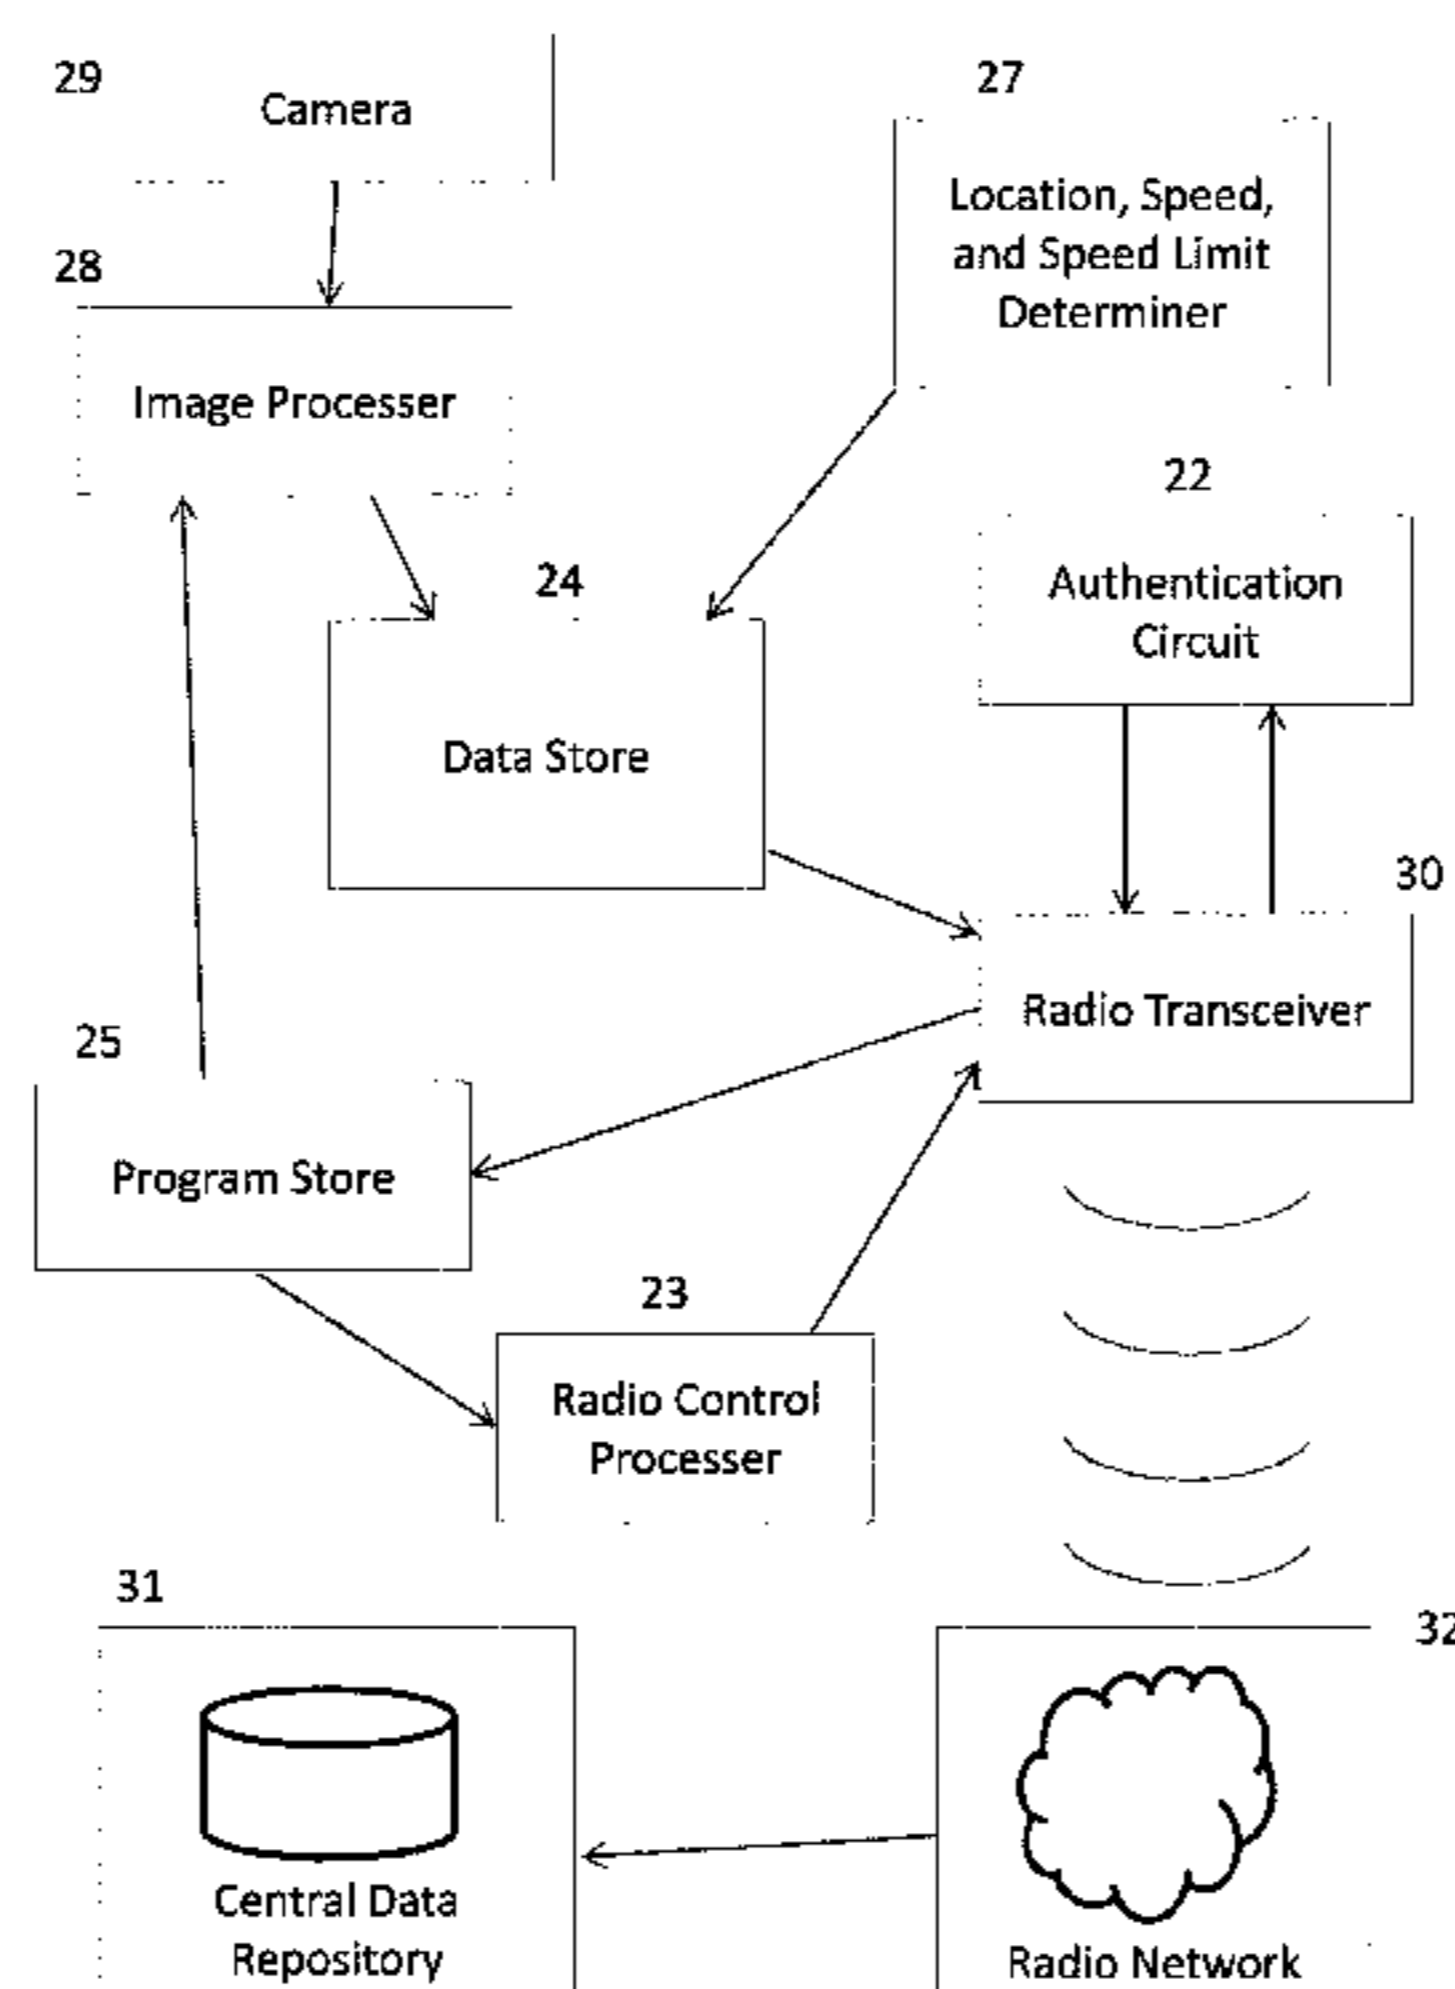 29
Camera
27
Location, Speed,
and Speed Limit
Determiner
28
Image Processer
22
Authentication
Circuit
24
Data Store
30
Radio Transceiver
25
Program Store
23
Radio Control
Processer
31
Central Data
Repository
32
Radio Network